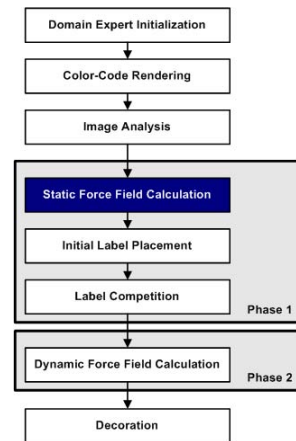 Domain Expert Initialization
Color-Code Rendering
Image Analysis
Static Force Field Calculation
Initial Label Placement
Label Competition
Phase 1
Dynamic Force Field Calculation
Phase 2
Decoration